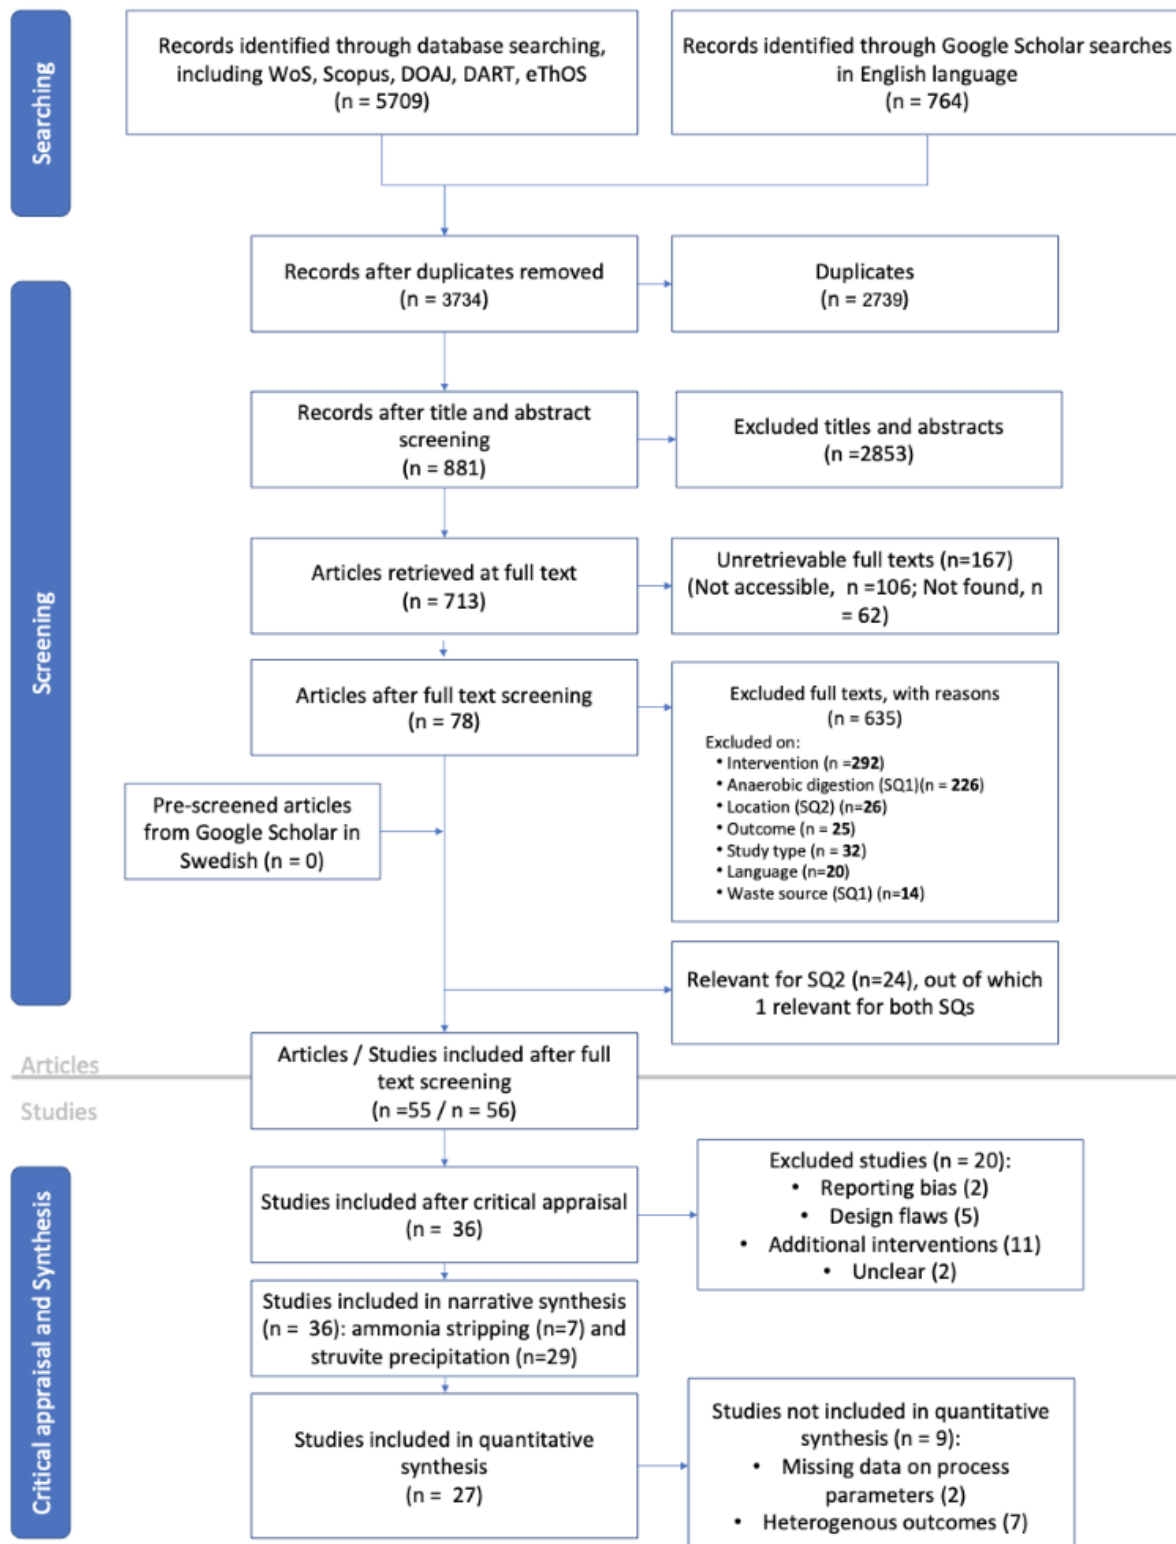 Searching
Records identified through database searching,
including WoS, Scopus, DOAJ, DART, eThOS
(n = 5709)
Records identified through Google Scholar searches
in English language
(n = 764)
Screening
Records after duplicates removed
(n = 3734)
Duplicates
(n = 2739)
Records after title and abstract
screening
(n = 881)
Excluded titles and abstracts
(n =2853)
Articles retrieved at full text
(n = 713)
Unretrievable full texts (n=167)
(Not accessible,  n =106; Not found, n
= 62)
Articles after full text screening
(n = 78)
Excluded full texts, with reasons
(n = 635)
Excluded on:
• Intervention (n =292)
• Anaerobic digestion (SQ1)(n = 226)
• Location (SQ2) (n=26)
• Outcome (n = 25)
• Study type (n = 32)
• Language (n=20)
• Waste source (SQ1) (n=14)
Pre-screened articles
from Google Scholar in
Swedish (n = 0)
Relevant for SQ2 (n=24), out of which
1 relevant for both SQs
Articles
Studies
Articles / Studies included after full
text screening
(n =55 / n = 56)
Critical appraisal and Synthesis
Studies included after critical appraisal
(n =  36)
Excluded studies (n = 20):
• Reporting bias (2)
• Design flaws (5)
• Additional interventions (11)
• Unclear (2)
Studies included in narrative synthesis
(n =  36): ammonia stripping (n=7) and
struvite precipitation (n=29)
Studies included in quantitative
synthesis
(n =  27)
Studies not included in quantitative
synthesis (n = 9):
• Missing data on process
parameters (2)
• Heterogenous outcomes (7)